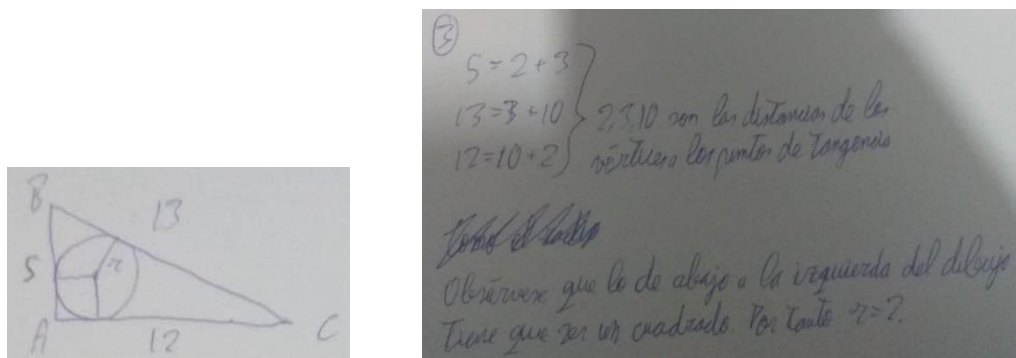 B
13
5
r
A
12
C
③
5=2+3
13=3+10
12=10+2
2,3,10 son las distancias de los
vértices a los puntos de tangencia
Obsérvese que lo de abajo a la izquierda del dibujo
tiene que ser un cuadrado. Por tanto r=2.